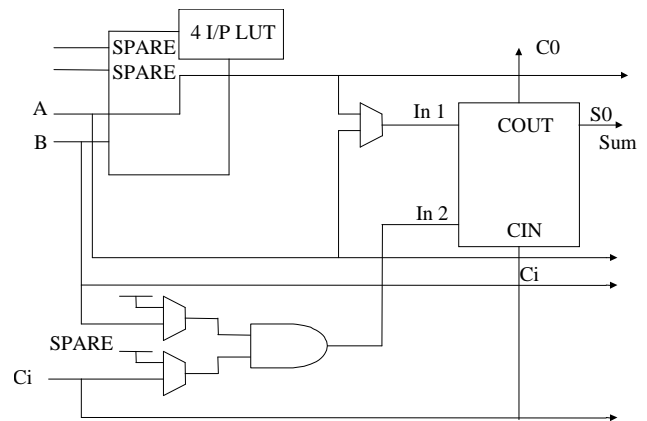 4 I/P LUT
SPARE
SPARE
C0
A
In 1
COUT
S0
B
Sum
In 2
CIN
Ci
SPARE
Ci